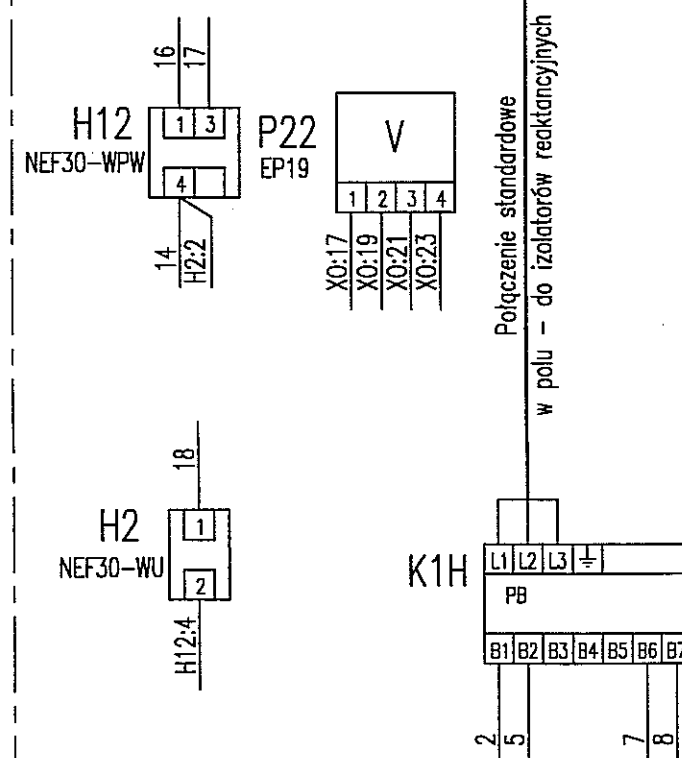 16
17
H12
NEF30-WPW
1 3
4
14
H2:2
P22
EP19
V
1 2 3 4
X0:17
X0:19
X0:21
X0:23
Połączenie standardowe
w polu - do izolatorów reaktancyjnych
18
H2
NEF30-WU
1
2
H12:4
K1H
L1 L2 L3
PB
B1 B2 B3 B4 B5 B6 B7
2
5
7
8